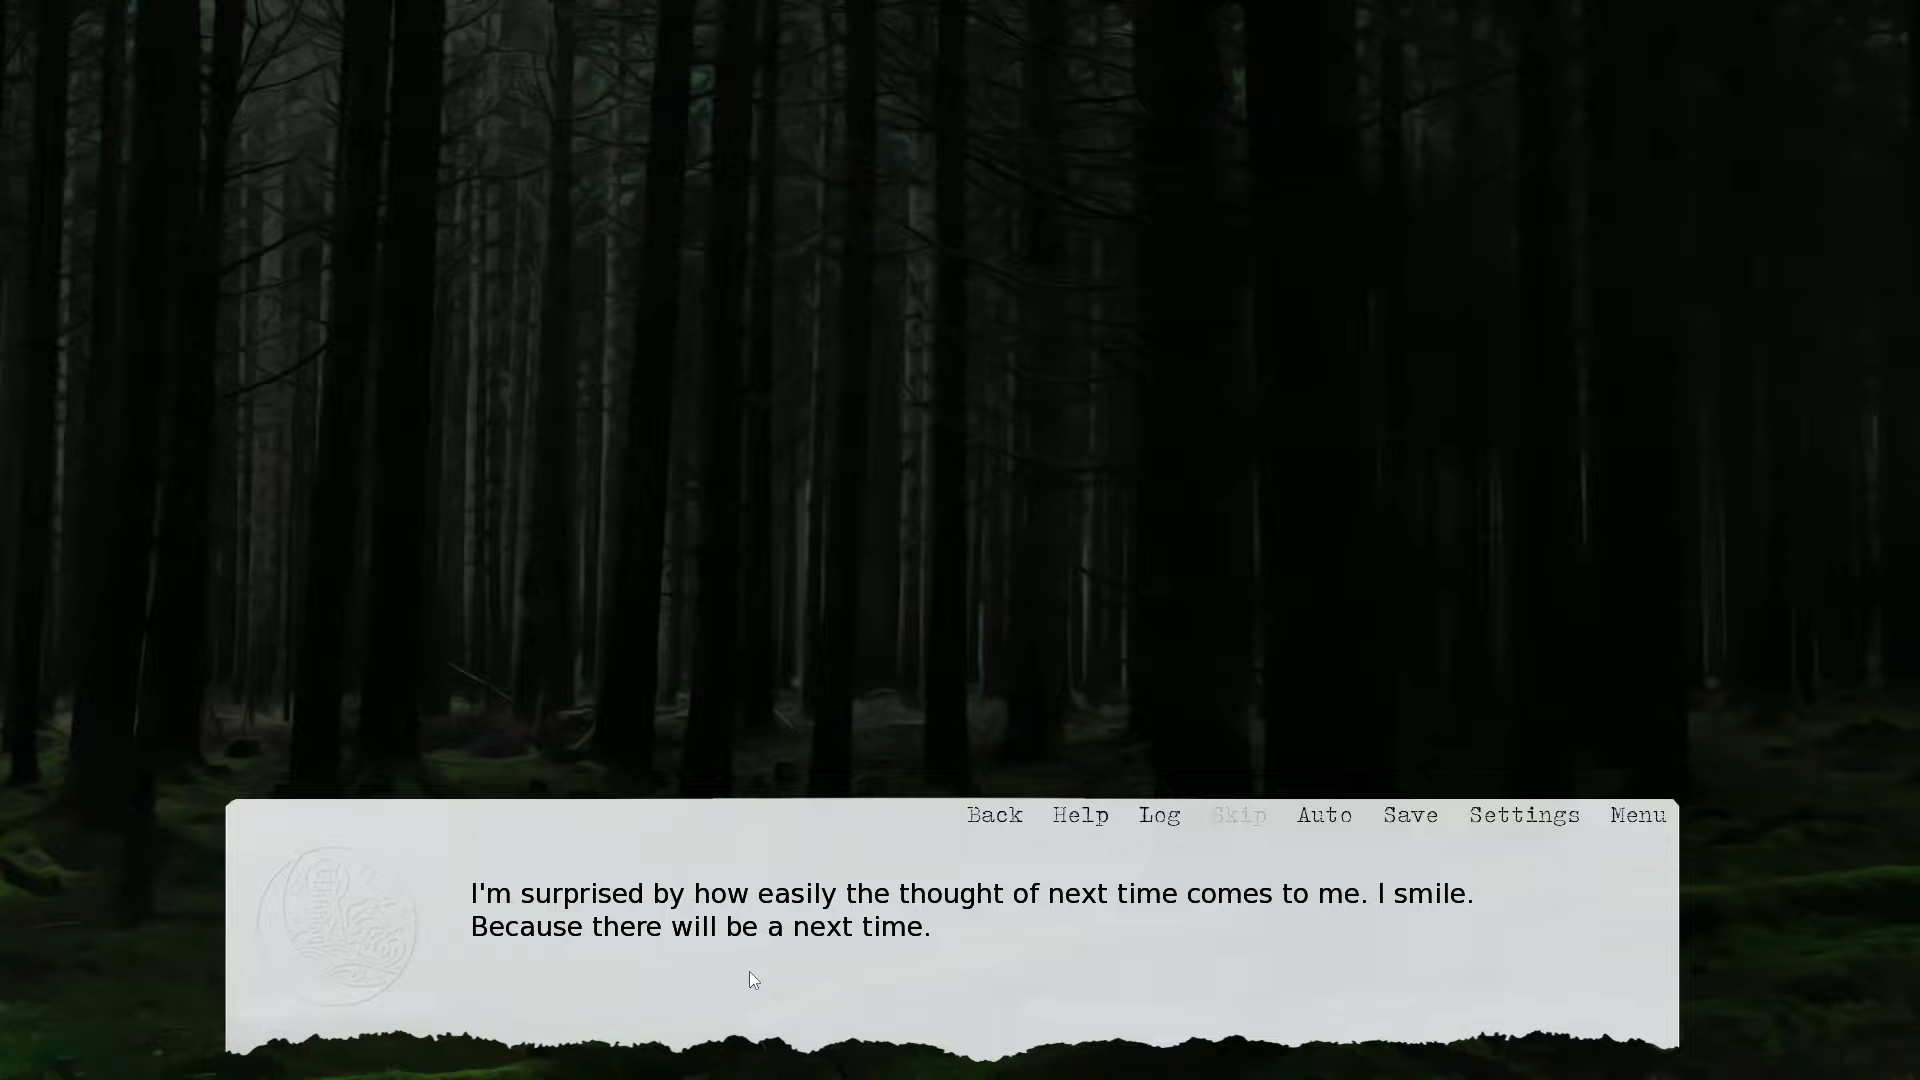 Back Help Log Skip Auto Save Settings Menu
I'm surprised by how easily the thought of next time comes to me. I smile.
Because there will be a next time.